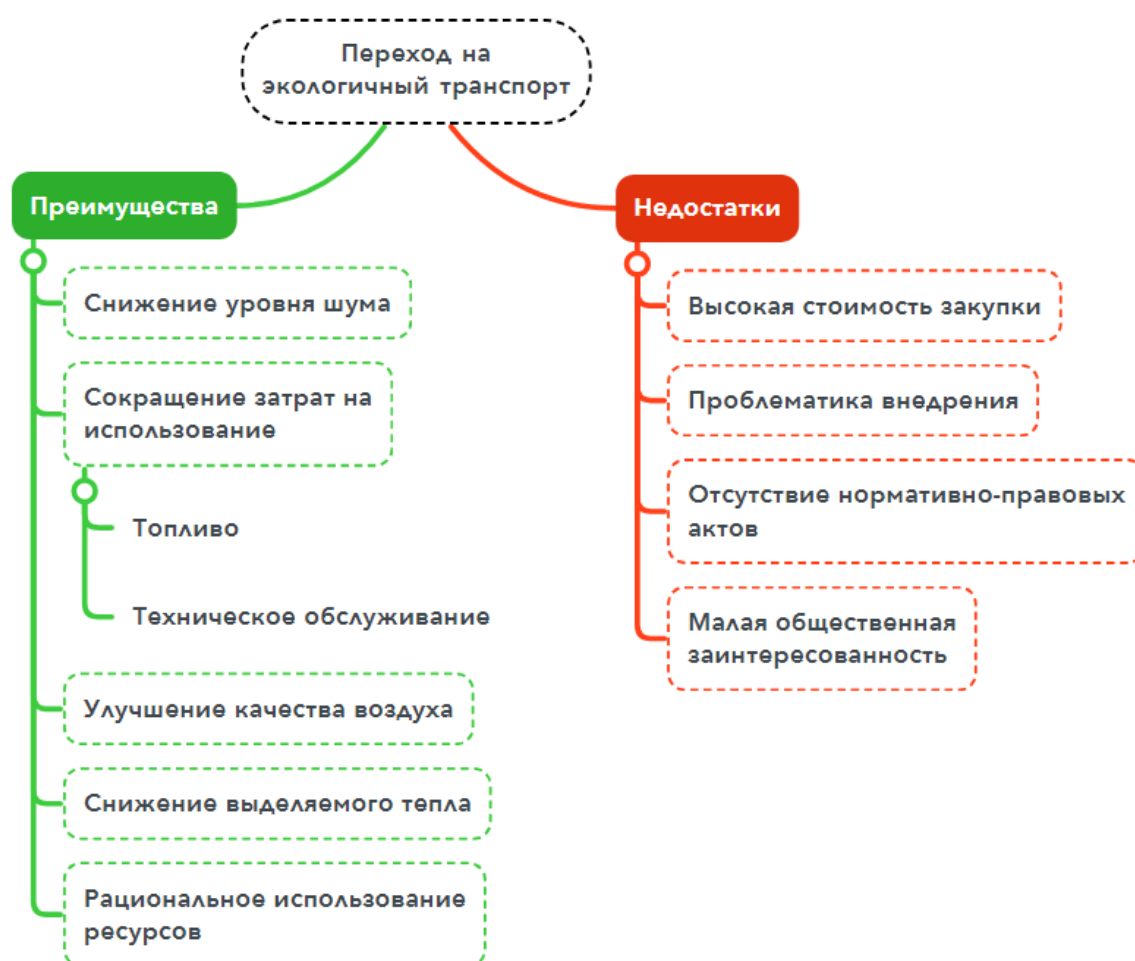 Переход на
экологичный транспорт
Преимущества
Снижение уровня шума
Сокращение затрат на
использование
Топливо
Техническое обслуживание
Улучшение качества воздуха
Снижение выделяемого тепла
Рациональное использование
ресурсов
Недостатки
Высокая стоимость закупки
Проблематика внедрения
Отсутствие нормативно-правовых
актов
Малая общественная
заинтересованность